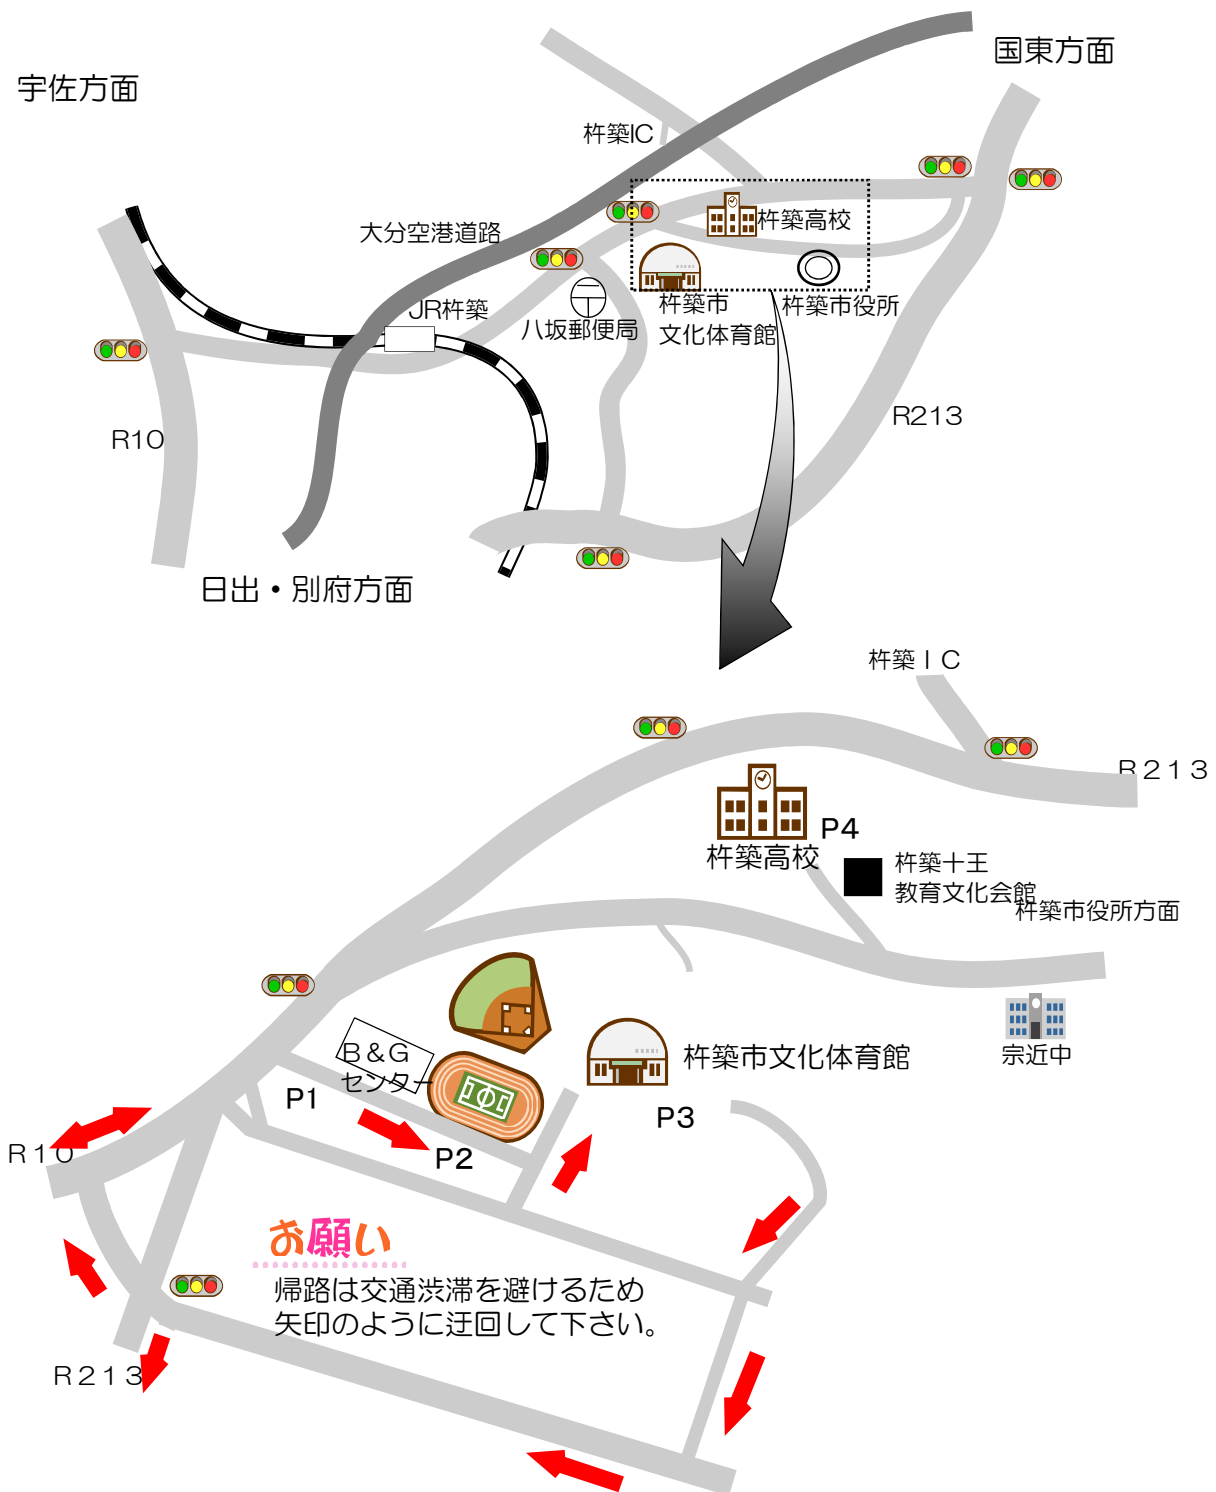 国東方面
宇佐方面
杵築IC
杵築高校
大分空港道路
JR杵築
八坂郵便局
杵築市
文化体育館
杵築市役所
R10
R213
日出・別府方面
杵築IC
R213
P4
杵築高校
杵築十王
教育文化会館
杵築市役所方面
宗近中
B&G
センター
杵築市文化体育館
P1
P3
P2
R10
お願い
帰路は交通渋滞を避けるため
矢印のように迂回して下さい。
R213